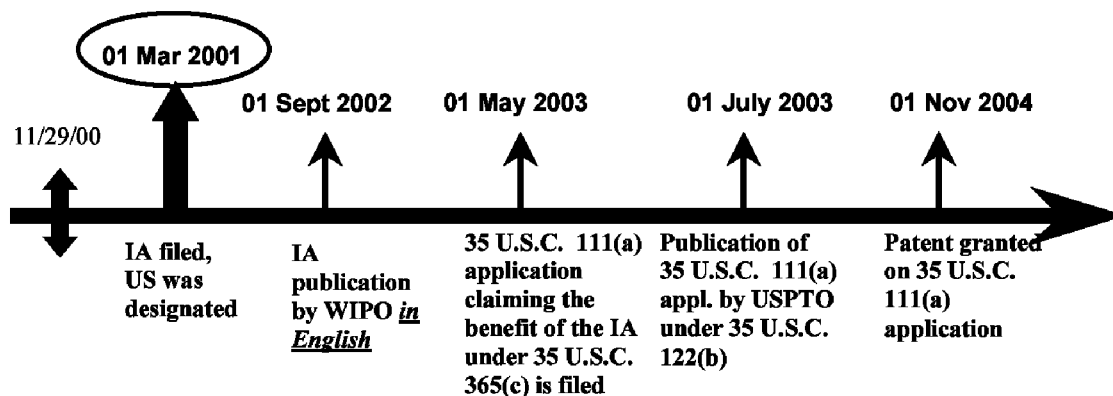 01 Mar 2001
01 Sept 2002
01 May 2003
01 July 2003
01 Nov 2004
11/29/00
IA filed,
US was
designated
IA
publication
by WIPO in
English
35 U.S.C. 111(a)
application
claiming the
benefit of the IA
under 35 U.S.C.
365(c) is filed
Publication of
35 U.S.C. 111(a)
appl. by USPTO
under 35 U.S.C.
122(b)
Patent granted
on 35 U.S.C.
111(a)
application